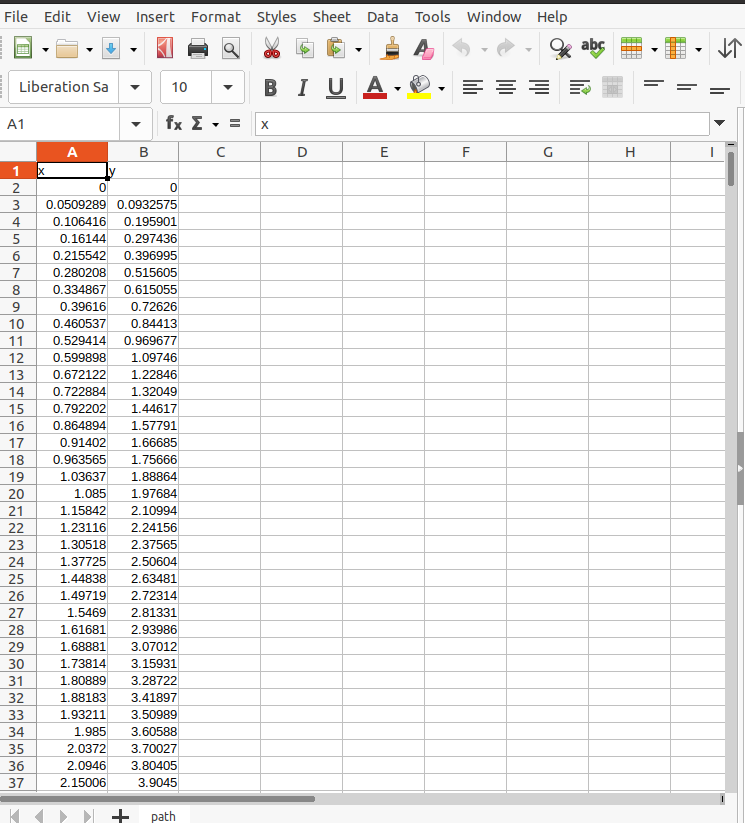 File Edit View Insert Format Styles Sheet Data Tools Window Help
abc
Liberation Sa 10 B I U A
A1 fx Σ = x
A B C D E F G H I
1 x y
2 0 0
3 0.0509289 0.0932575
4 0.106416 0.195901
5 0.16144 0.297436
6 0.215542 0.396995
7 0.280208 0.515605
8 0.334867 0.615055
9 0.39616 0.72626
10 0.460537 0.84413
11 0.529414 0.969677
12 0.599898 1.09746
13 0.672122 1.22846
14 0.722884 1.32049
15 0.792202 1.44617
16 0.864894 1.57791
17 0.91402 1.66685
18 0.963565 1.75666
19 1.03637 1.88864
20 1.085 1.97684
21 1.15842 2.10994
22 1.23116 2.24156
23 1.30518 2.37565
24 1.37725 2.50604
25 1.44838 2.63481
26 1.49719 2.72314
27 1.5469 2.81331
28 1.61681 2.93986
29 1.68881 3.07012
30 1.73814 3.15931
31 1.80889 3.28722
32 1.88183 3.41897
33 1.93211 3.50989
34 1.985 3.60588
35 2.0372 3.70027
36 2.0946 3.80405
37 2.15006 3.9045
path